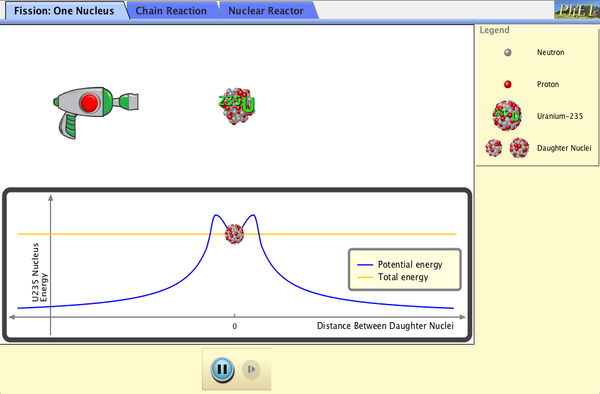 Fission: One Nucleus
Chain Reaction
Nuclear Reactor
PhET
Legend
Neutron
Proton
235U
Uranium-235
Daughter Nuclei
235U
U235 Nucleus
Energy
Potential energy
Total energy
0
Distance Between Daughter Nuclei